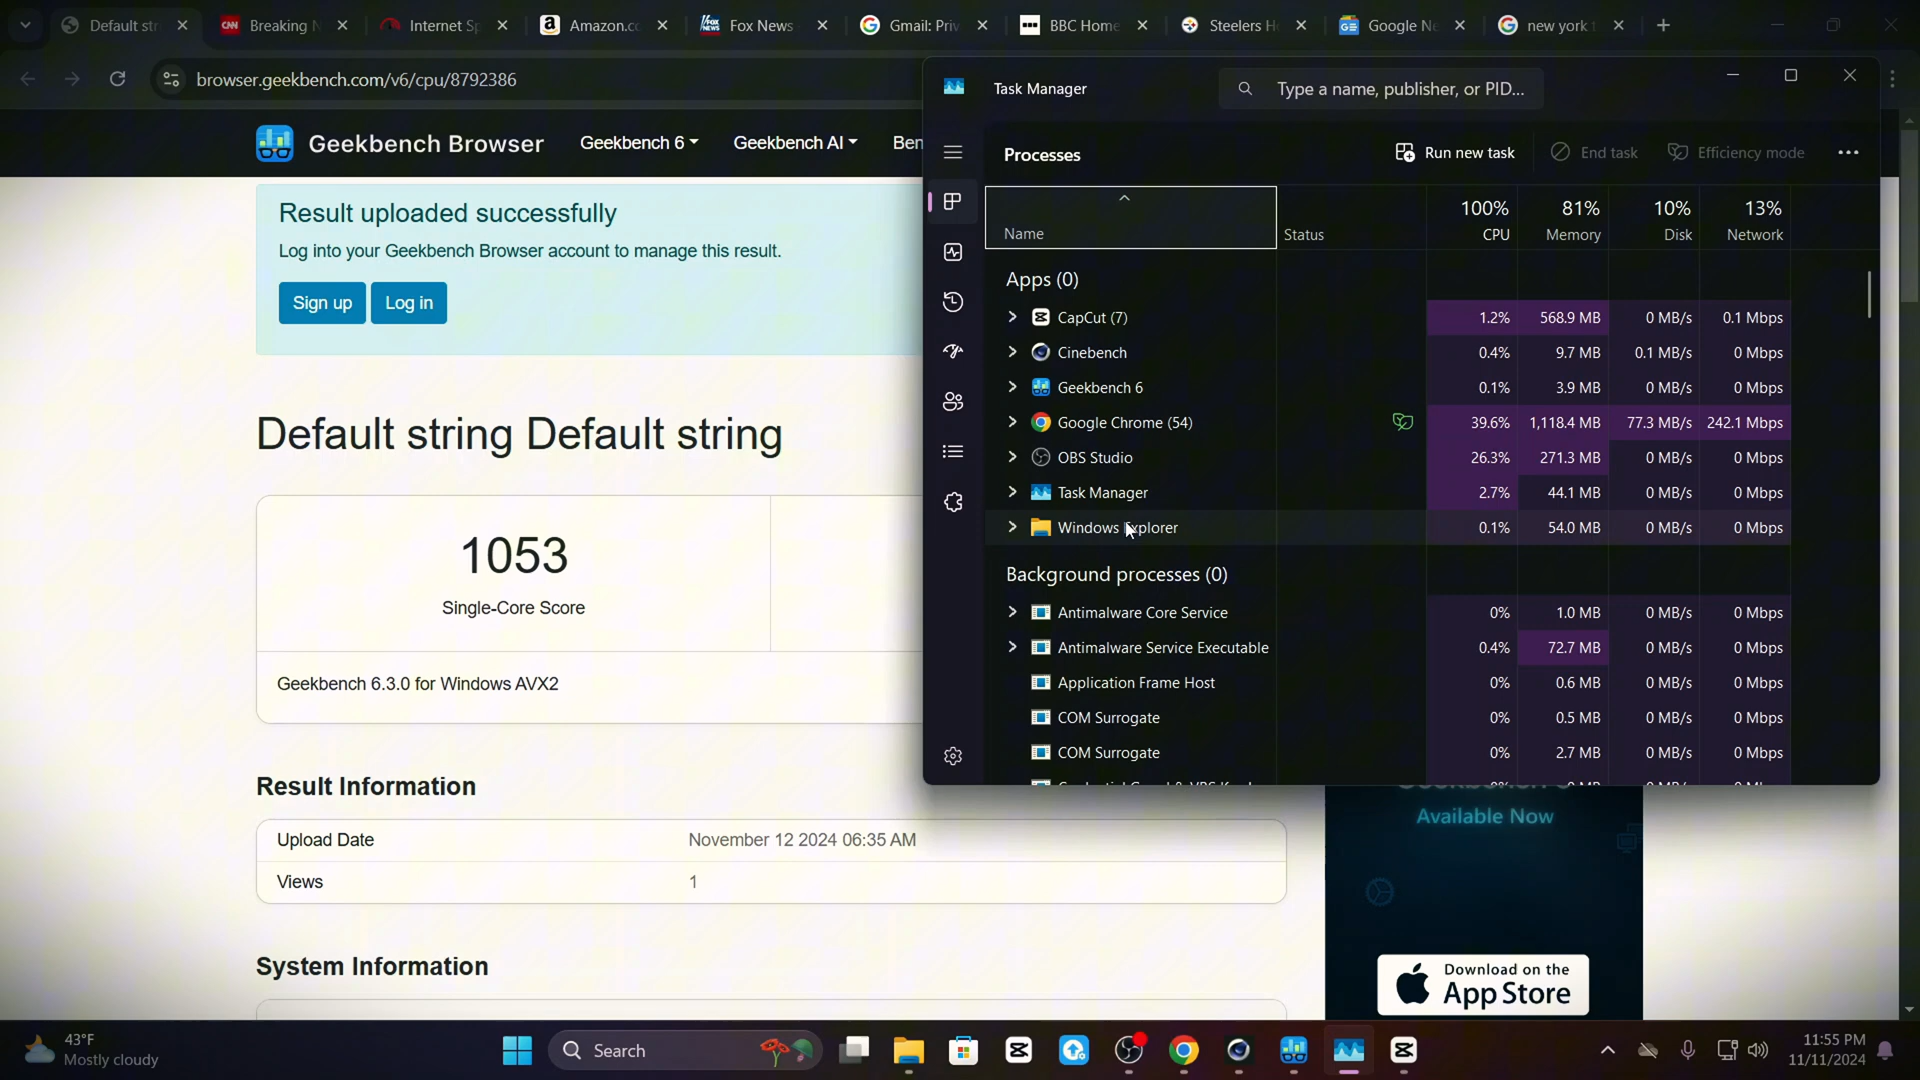 Default str
CNN Breaking N
Internet Sp
Amazon.co
Fox News
Gmail: Priv
BBC Home
Steelers H
Google Ne
new york t
browser.geekbench.com/v6/cpu/8792386
Geekbench Browser
Geekbench 6
Geekbench AI
Ben
Result uploaded successfully
Log into your Geekbench Browser account to manage this result.
Sign up
Log in
Default string Default string
1053
Single-Core Score
Geekbench 6.3.0 for Windows AVX2
Result Information
Upload Date November 12 2024 06:35 AM
Views 1
System Information
Task Manager
Type a name, publisher, or PID...
Processes
Run new task
End task
Efficiency mode
100% 81% 10% 13%
Name Status CPU Memory Disk Network
Apps (0)
CapCut (7) 1.2% 568.9 MB 0 MB/s 0.1 Mbps
Cinebench 0.4% 9.7 MB 0.1 MB/s 0 Mbps
Geekbench 6 0.1% 3.9 MB 0 MB/s 0 Mbps
Google Chrome (54) 39.6% 1,118.4 MB 77.3 MB/s 242.1 Mbps
OBS Studio 26.3% 271.3 MB 0 MB/s 0 Mbps
Task Manager 2.7% 44.1 MB 0 MB/s 0 Mbps
Windows Explorer 0.1% 54.0 MB 0 MB/s 0 Mbps
Background processes (0)
Antimalware Core Service 0% 1.0 MB 0 MB/s 0 Mbps
Antimalware Service Executable 0.4% 72.7 MB 0 MB/s 0 Mbps
Application Frame Host 0% 0.6 MB 0 MB/s 0 Mbps
COM Surrogate 0% 0.5 MB 0 MB/s 0 Mbps
COM Surrogate 0% 2.7 MB 0 MB/s 0 Mbps
Available Now
Download on the
App Store
43°F
Mostly cloudy
Search
11:55 PM
11/11/2024